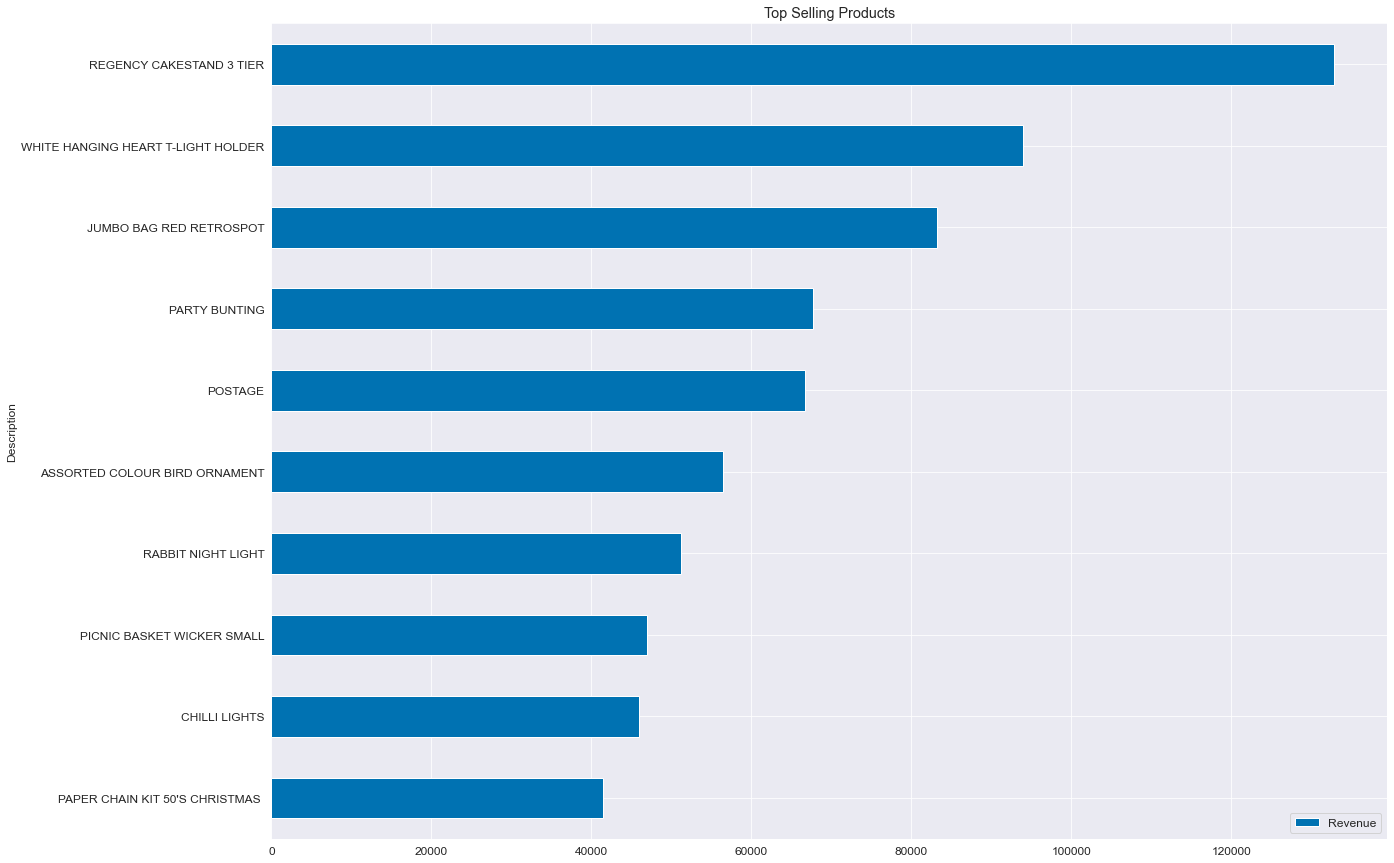 Top Selling Products
REGENCY CAKESTAND 3 TIER
WHITE HANGING HEART T-LIGHT HOLDER
JUMBO BAG RED RETROSPOT
PARTY BUNTING
POSTAGE
ASSORTED COLOUR BIRD ORNAMENT
RABBIT NIGHT LIGHT
PICNIC BASKET WICKER SMALL
CHILLI LIGHTS
PAPER CHAIN KIT 50'S CHRISTMAS
Description
Revenue
0 20000 40000 60000 80000 100000 120000